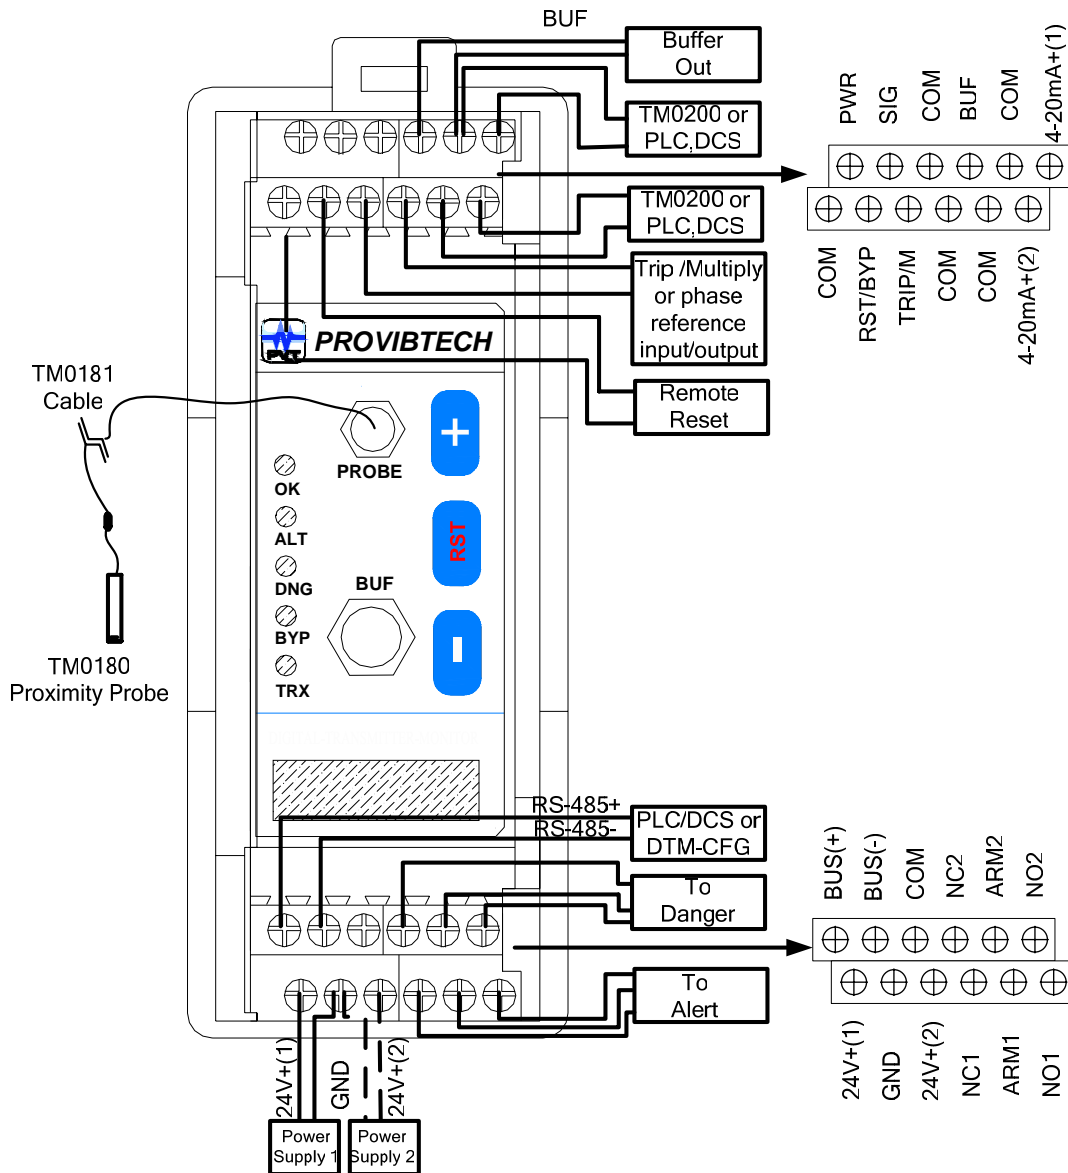 BUF
Buffer
Out
TM0200 or
PLC,DCS
TM0200 or
PLC,DCS
Trip /Multiply
or phase
reference
input/output
Remote
Reset
PWR
SIG
COM
BUF
COM
4-20mA+(1)
COM
RST/BYP
TRIP/M
COM
COM
4-20mA+(2)
PVT
PROVIBTECH
TM0181
Cable
TM0180
Proximity Probe
PROBE
+
OK
ALT
DNG
BYP
TRX
RST
BUF
-
RS-485+
RS-485-
PLC/DCS or
DTM-CFG
To
Danger
To
Alert
BUS(+)
BUS(-)
COM
NC2
ARM2
NO2
24V+(1)
GND
24V+(2)
NC1
ARM1
NO1
24V+(1)
GND
24V+(2)
Power
Supply 1
Power
Supply 2